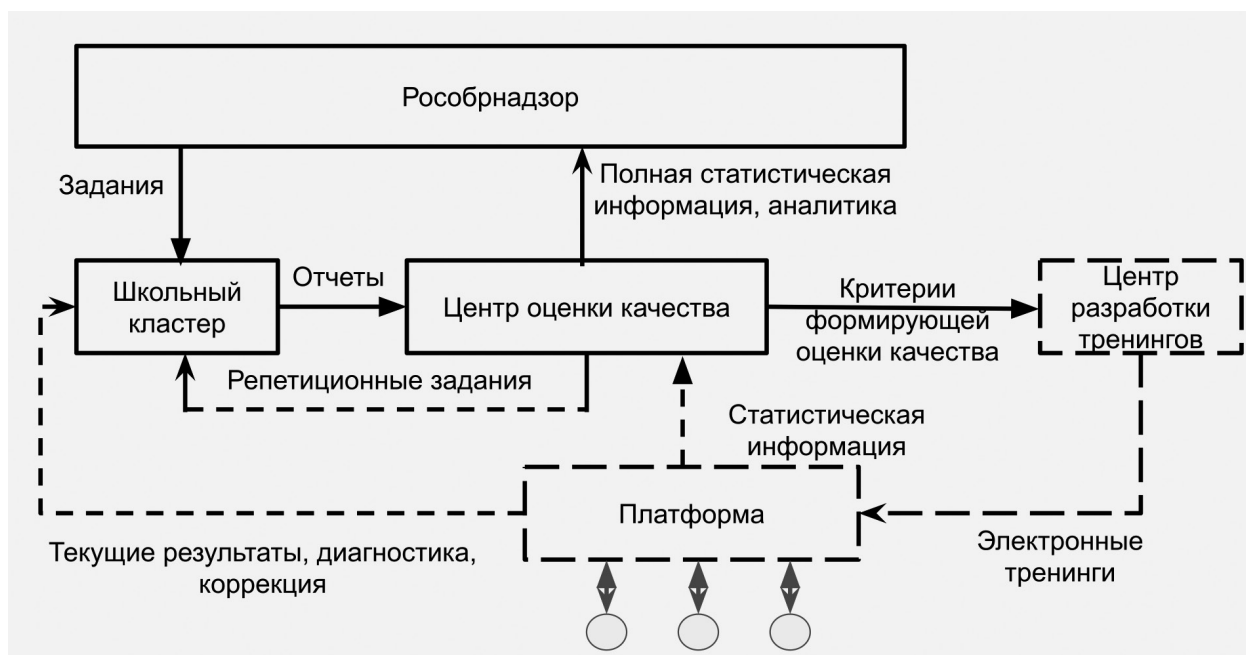 Рособрнадзор
Задания
Полная статистическая
информация, аналитика
Школьный
кластер
Отчеты
Центр оценки качества
Критерии
формирующей
оценки качества
Центр
разработки
тренингов
Репетиционные задания
Статистическая
информация
Платформа
Текущие результаты, диагностика,
коррекция
Электронные
тренинги